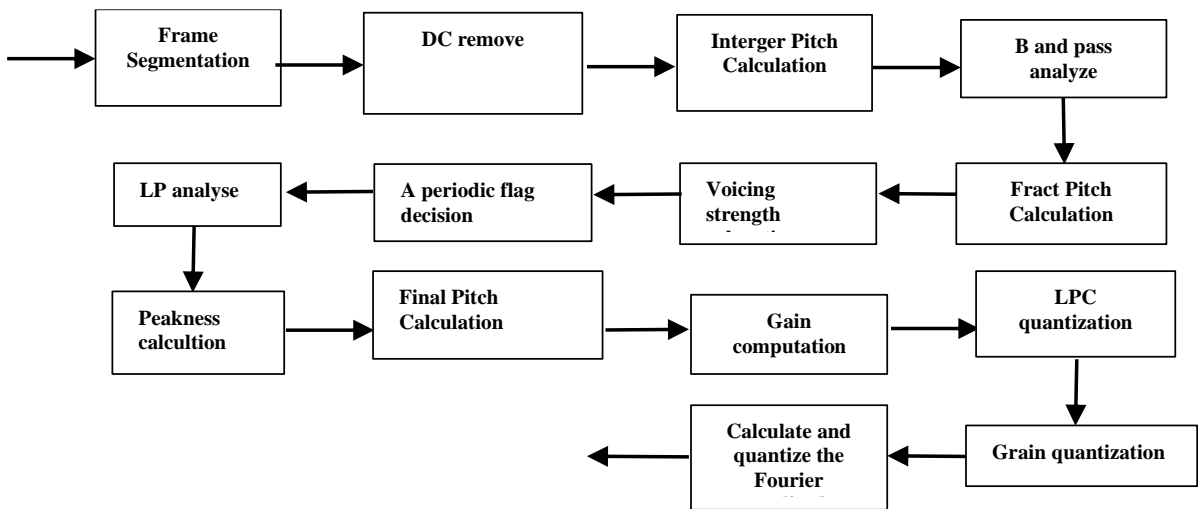 Frame
Segmentation
DC remove
Interger Pitch
Calculation
B and pass
analyze
LP analyse
A periodic flag
decision
Voicing
strength
Fract Pitch
Calculation
Peakness
calcultion
Final Pitch
Calculation
Gain
computation
LPC
quantization
Calculate and
quantize the
Fourier
Grain quantization